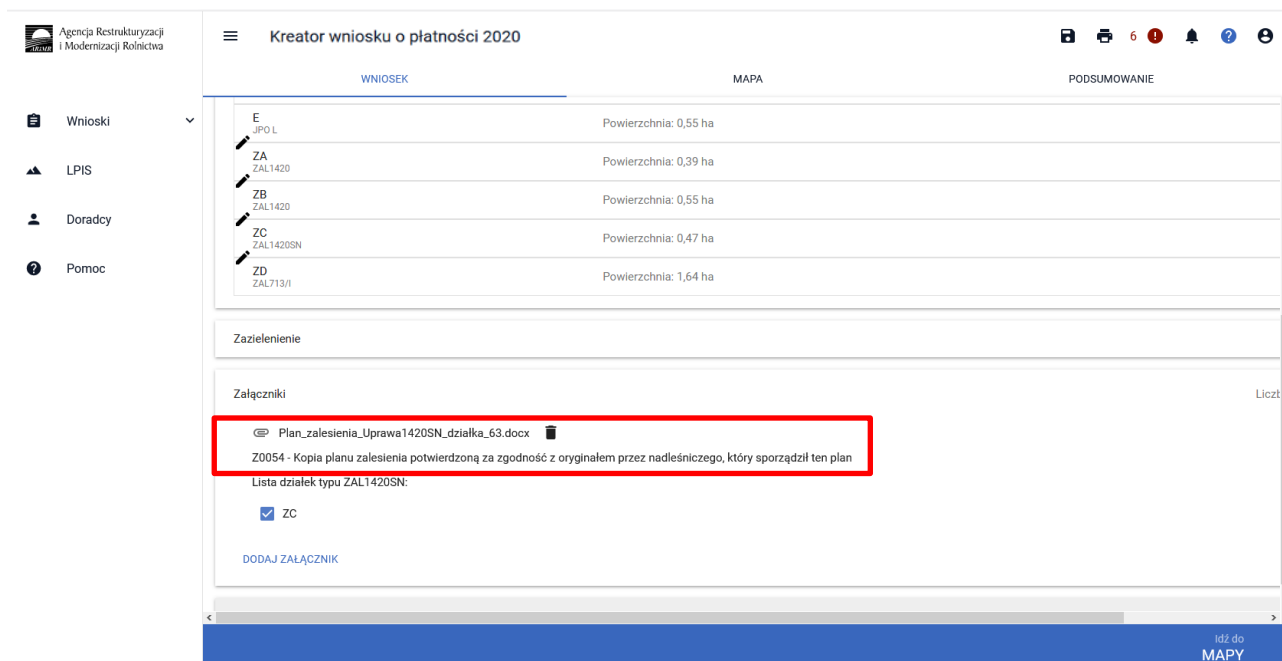 Agencja Restrukturyzacji
i Modernizacji Rolnictwa
ARiMR
Kreator wniosku o płatności 2020
6
WNIOSEK
MAPA
PODSUMOWANIE
Wnioski
LPIS
Doradcy
Pomoc
E
JPO L
Powierzchnia: 0,55 ha
ZA
ZAL1420
Powierzchnia: 0,39 ha
ZB
ZAL1420
Powierzchnia: 0,55 ha
ZC
ZAL1420SN
Powierzchnia: 0,47 ha
ZD
ZAL713/I
Powierzchnia: 1,64 ha
Zazielenienie
Załączniki
Liczb
Plan_zalesienia_Uprawa1420SN_działka_63.docx
Z0054 - Kopia planu zalesienia potwierdzoną za zgodność z oryginałem przez nadleśniczego, który sporządził ten plan
Lista działek typu ZAL1420SN:
ZC
DODAJ ZAŁĄCZNIK
Idź do
MAPY